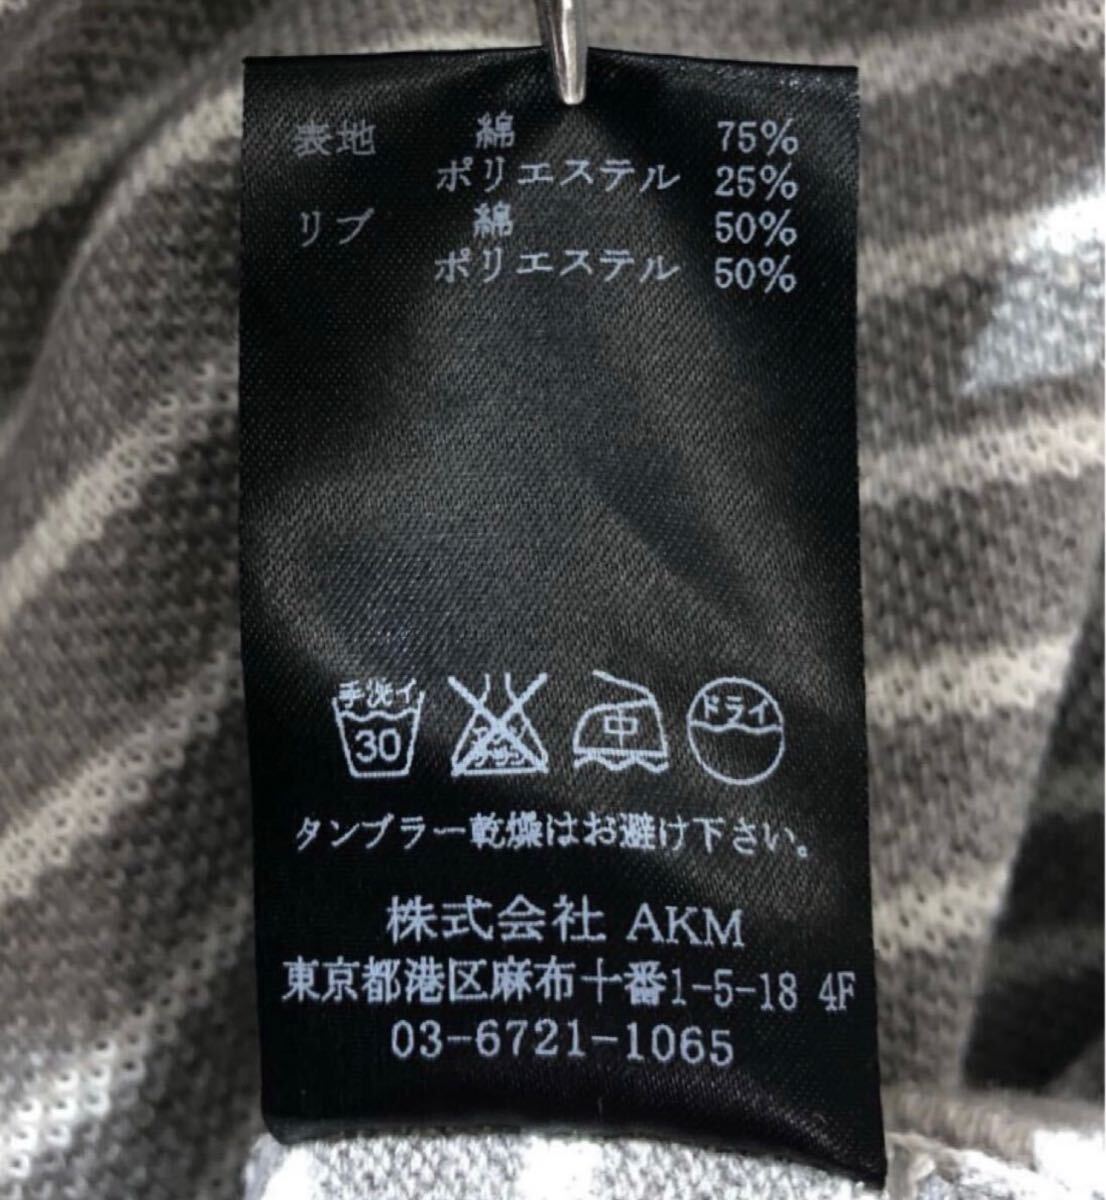 表地 綿 75%
ポリエステル 25%
リブ 綿 50%
ポリエステル 50%
手洗イ 30 中 ドライ
タンブラー乾燥はお避け下さい。
株式会社 AKM
東京都港区麻布十番1-5-18 4F
03-6721-1065